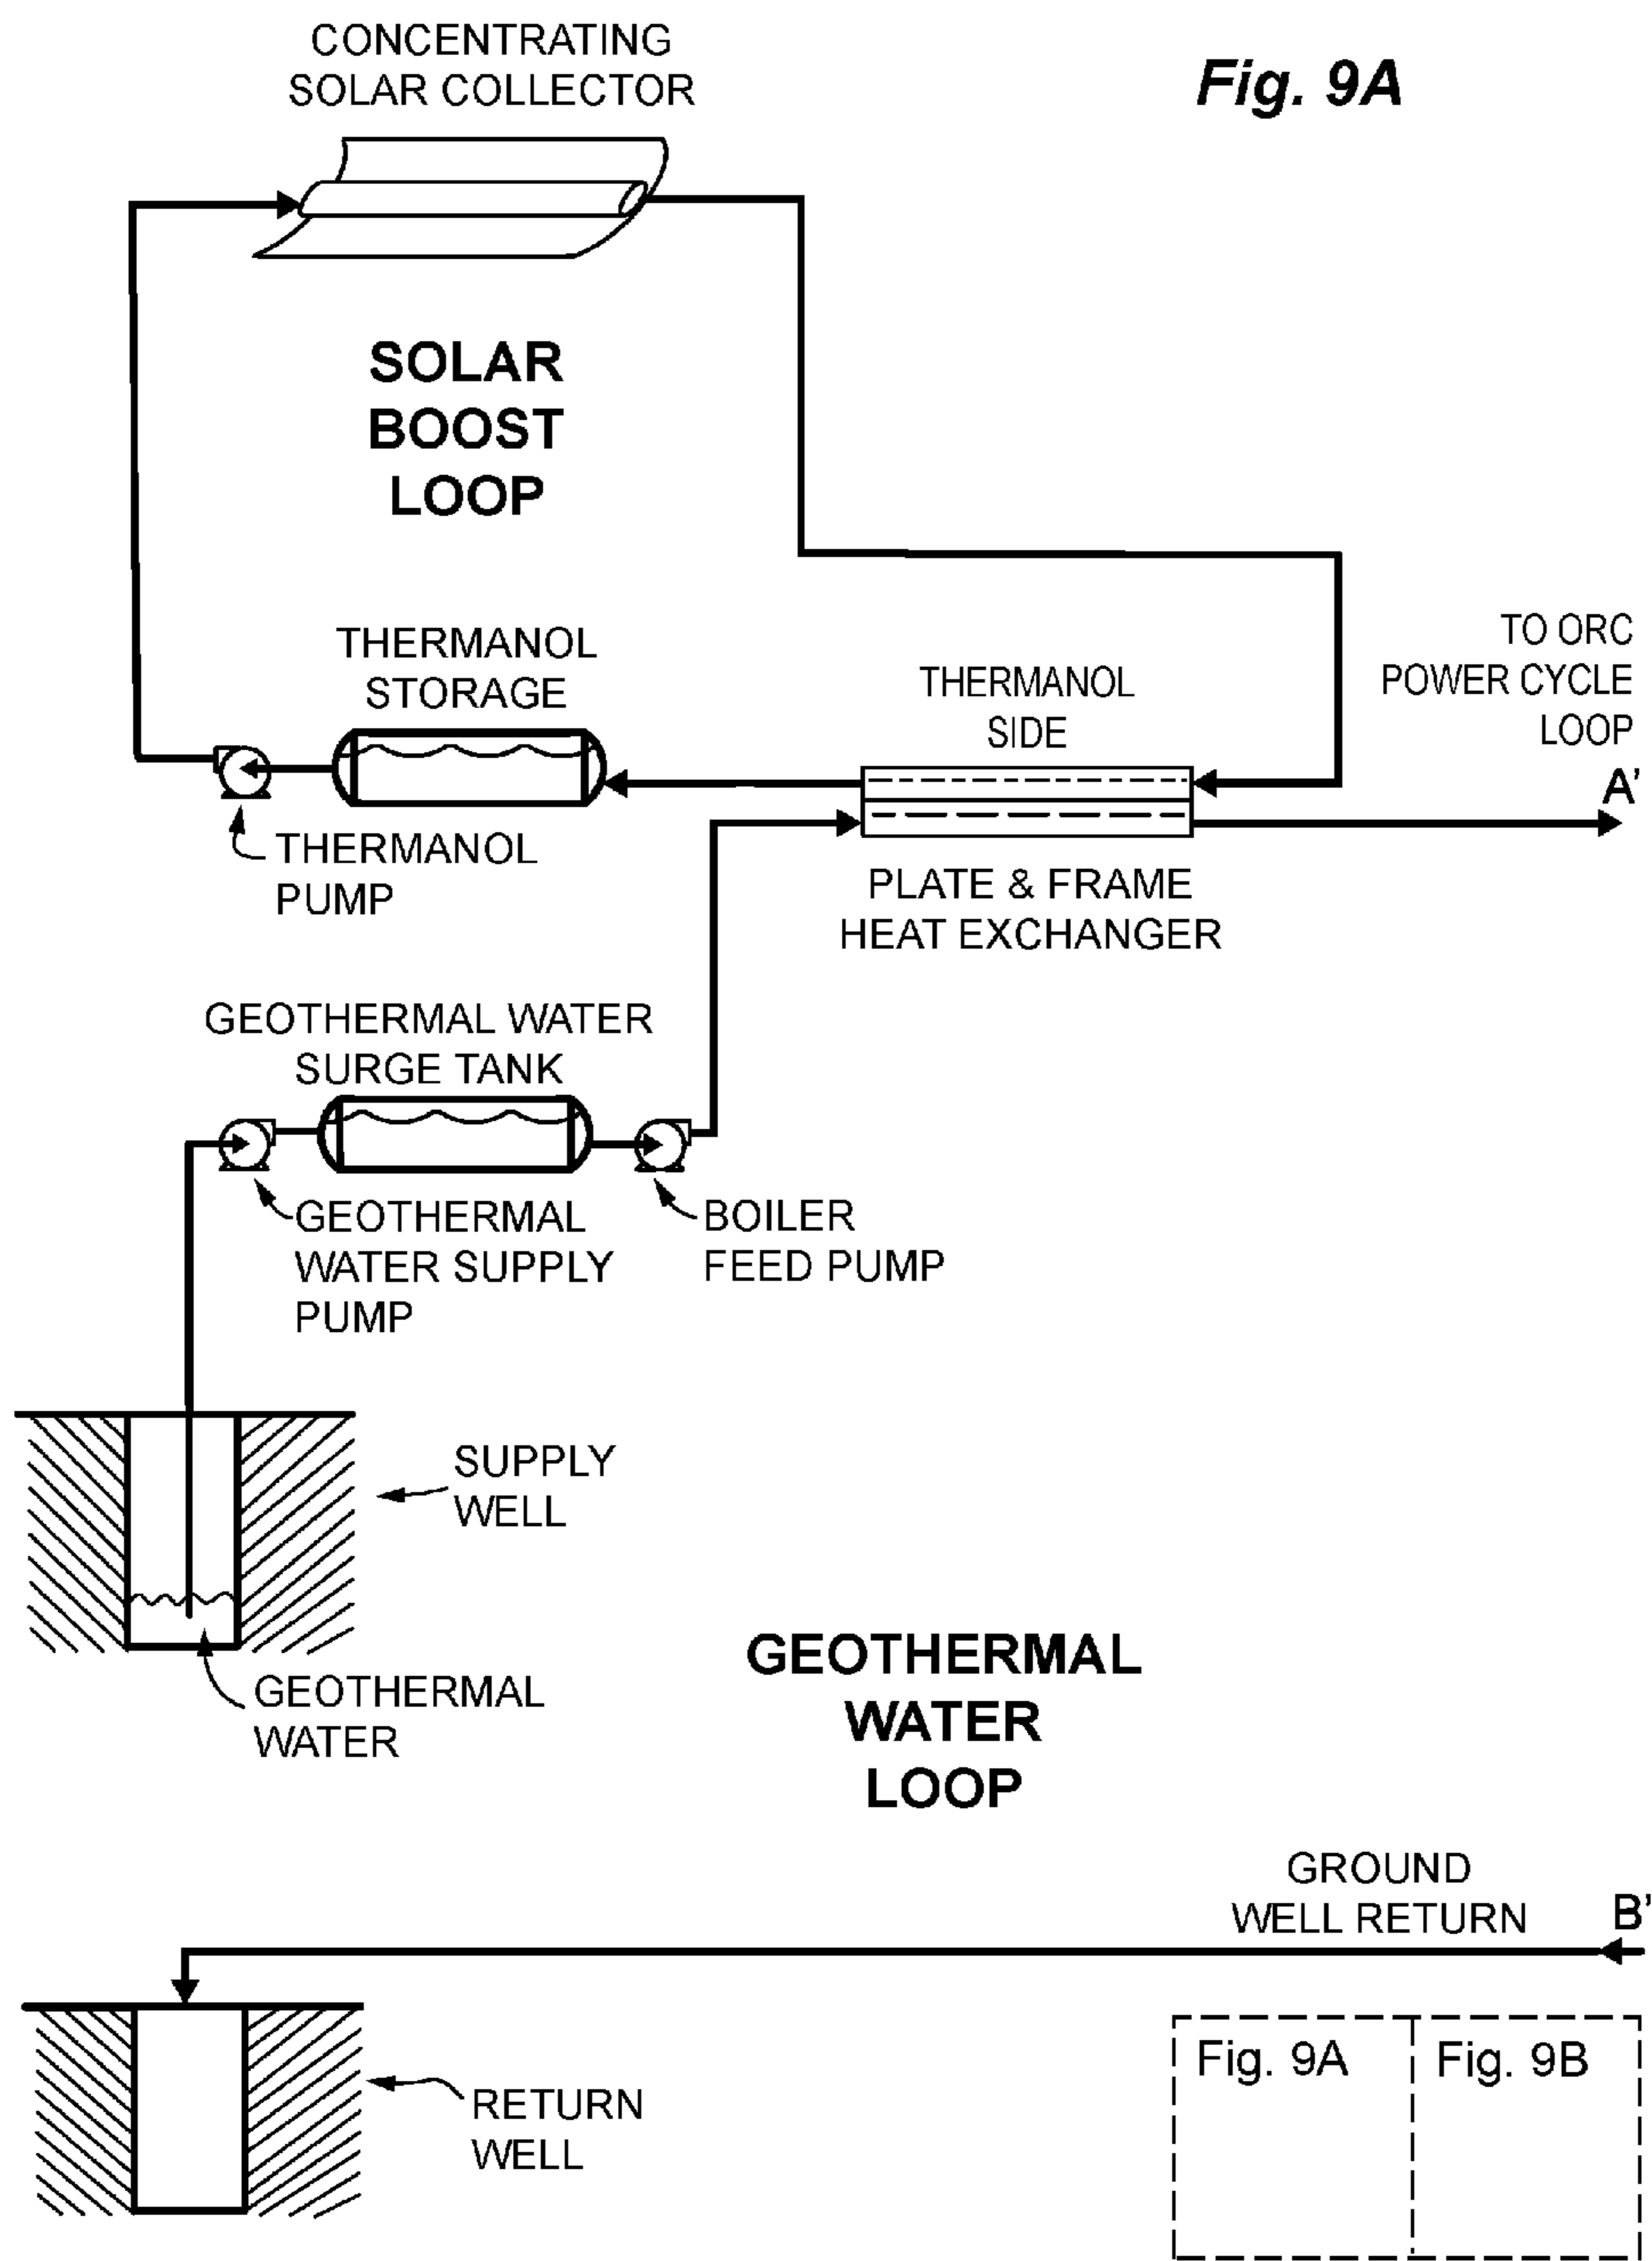 CONCENTRATING
SOLAR COLLECTOR
Fig. 9A
SOLAR
BOOST
LOOP
THERMANOL
STORAGE
THERMANOL
SIDE
TO ORC
POWER CYCLE
LOOP
A'
THERMANOL
PUMP
PLATE & FRAME
HEAT EXCHANGER
GEOTHERMAL WATER
SURGE TANK
GEOTHERMAL
WATER SUPPLY
PUMP
BOILER
FEED PUMP
SUPPLY
WELL
GEOTHERMAL
WATER
GEOTHERMAL
WATER
LOOP
GROUND
WELL RETURN
B'
RETURN
WELL
Fig. 9A
Fig. 9B